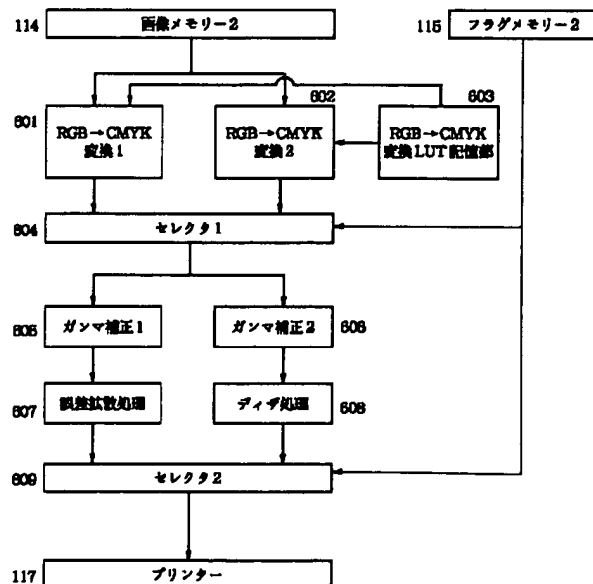 114 画像メモリー2
115 フラグメモリー2
601 RGB→CMYK
変換1
602 RGB→CMYK
変換2
603 RGB→CMYK
変換LUT記憶部
604 セレクタ1
605 ガンマ補正1
ガンマ補正2 606
607 誤差拡散処理
ディザ処理 608
609 セレクタ2
117 プリンター